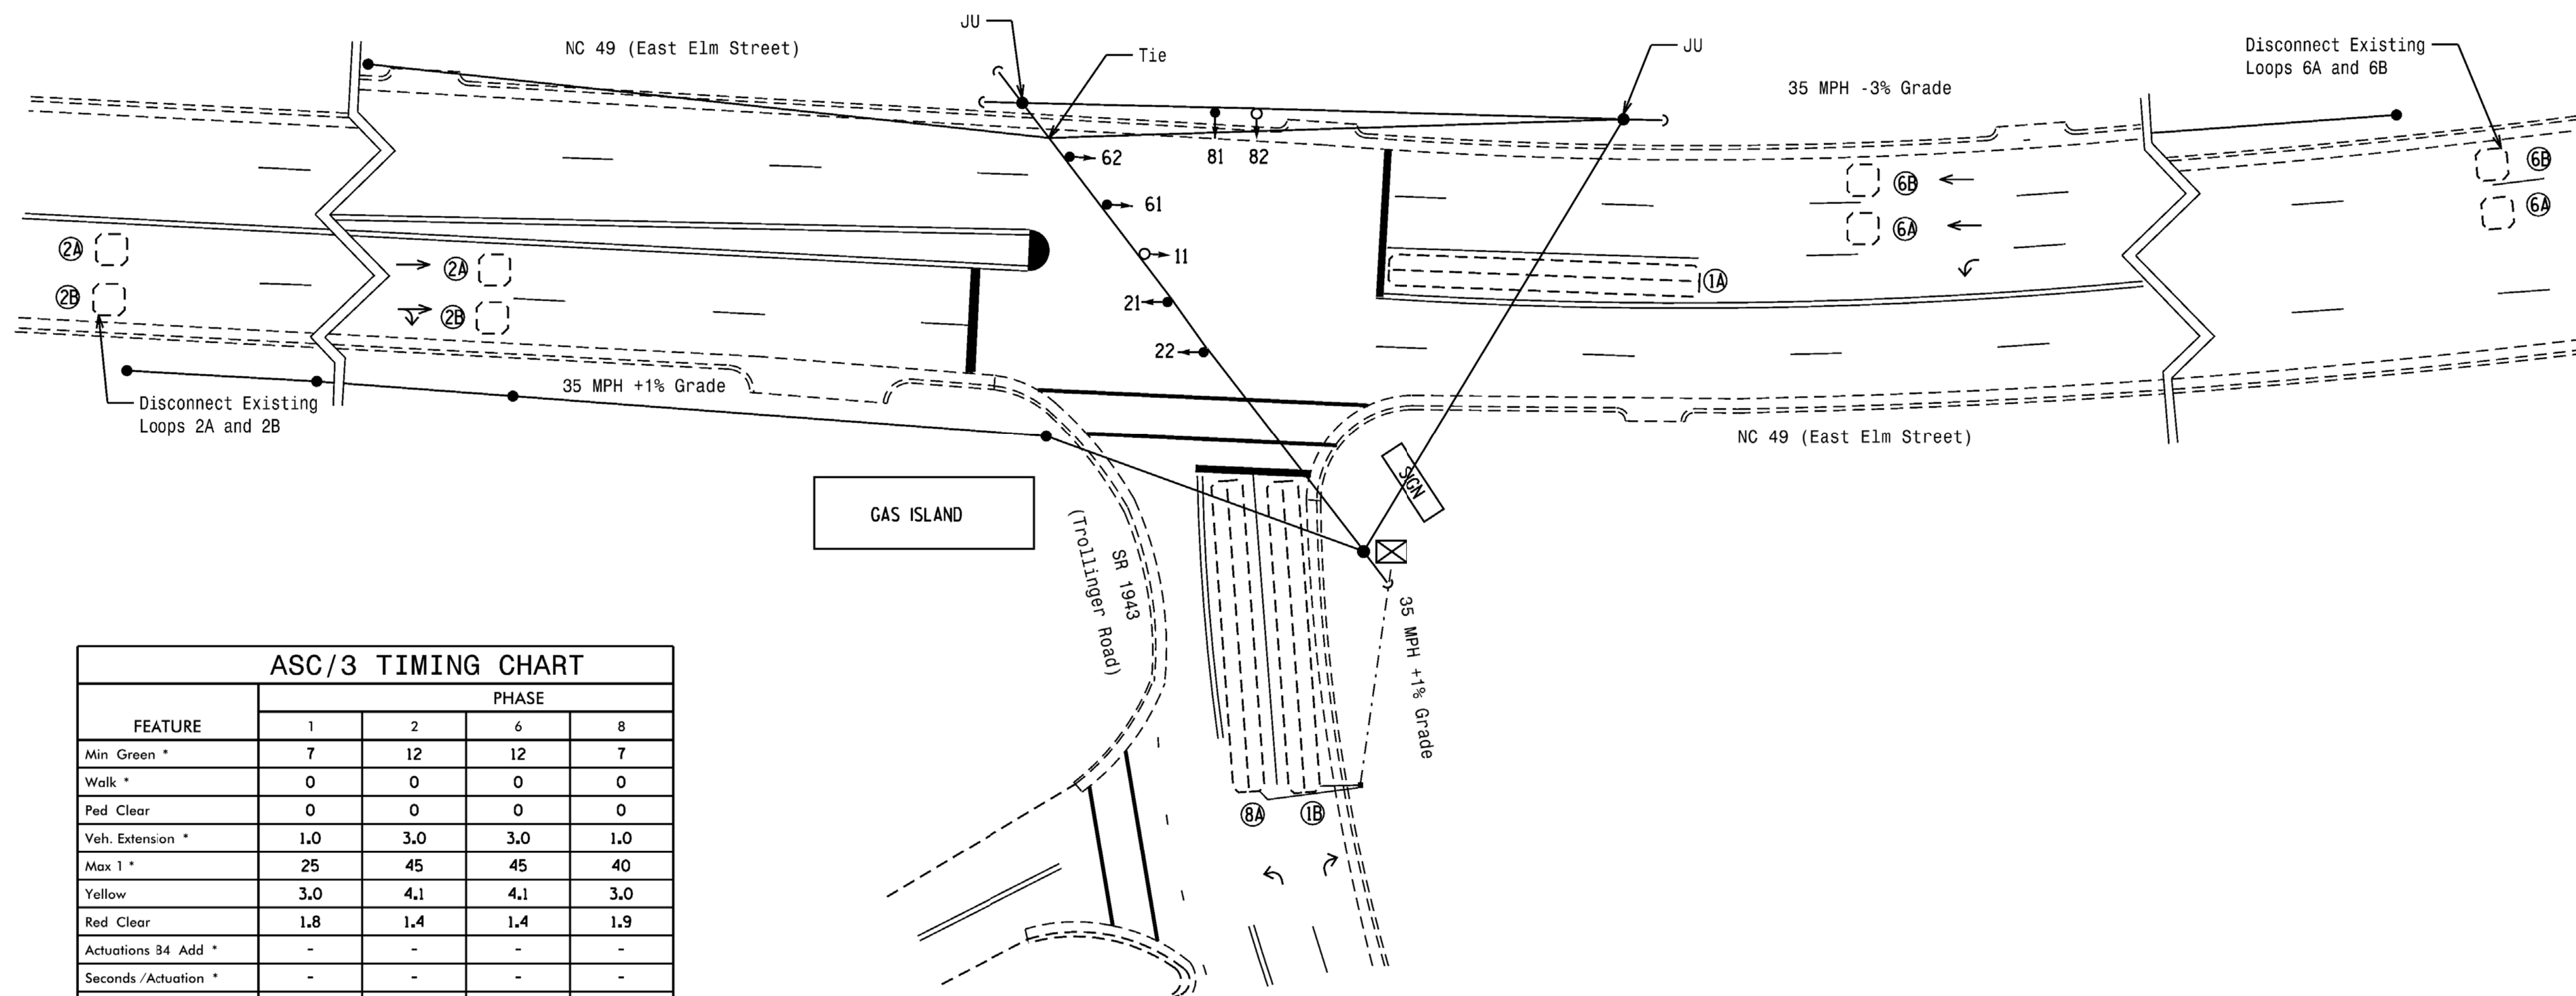 JU
NC 49 (East Elm Street)
Tie
JU
Disconnect Existing
Loops 6A and 6B
35 MPH -3% Grade
62
81
82
6B
6B
61
6A
6A
2A
2A
11
1A
2B
2B
21
22
35 MPH +1% Grade
Disconnect Existing
Loops 2A and 2B
NC 49 (East Elm Street)
SIGN
GAS ISLAND
SR 1943
(Trollinger Road)
35 MPH +1% Grade
8A
1B
ASC/3 TIMING CHART
PHASE
FEATURE 1 2 6 8
Min Green * 7 12 12 7
Walk * 0 0 0 0
Ped Clear 0 0 0 0
Veh. Extension * 1.0 3.0 3.0 1.0
Max 1 * 25 45 45 40
Yellow 3.0 4.1 4.1 3.0
Red Clear 1.8 1.4 1.4 1.9
Actuations B4 Add * - - - -
Seconds /Actuation * - - - -